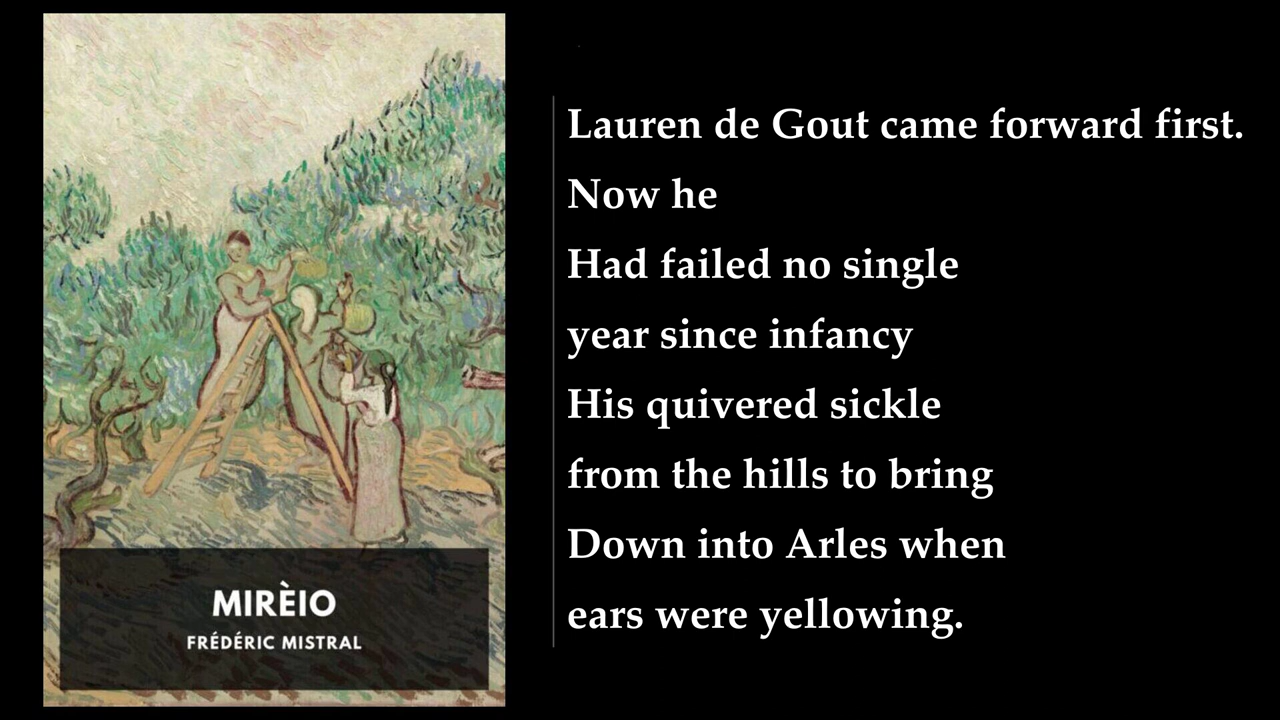 MIRÈIO
FRÉDÉRIC MISTRAL
Lauren de Gout came forward first.
Now he
Had failed no single
year since infancy
His quivered sickle
from the hills to bring
Down into Arles when
ears were yellowing.